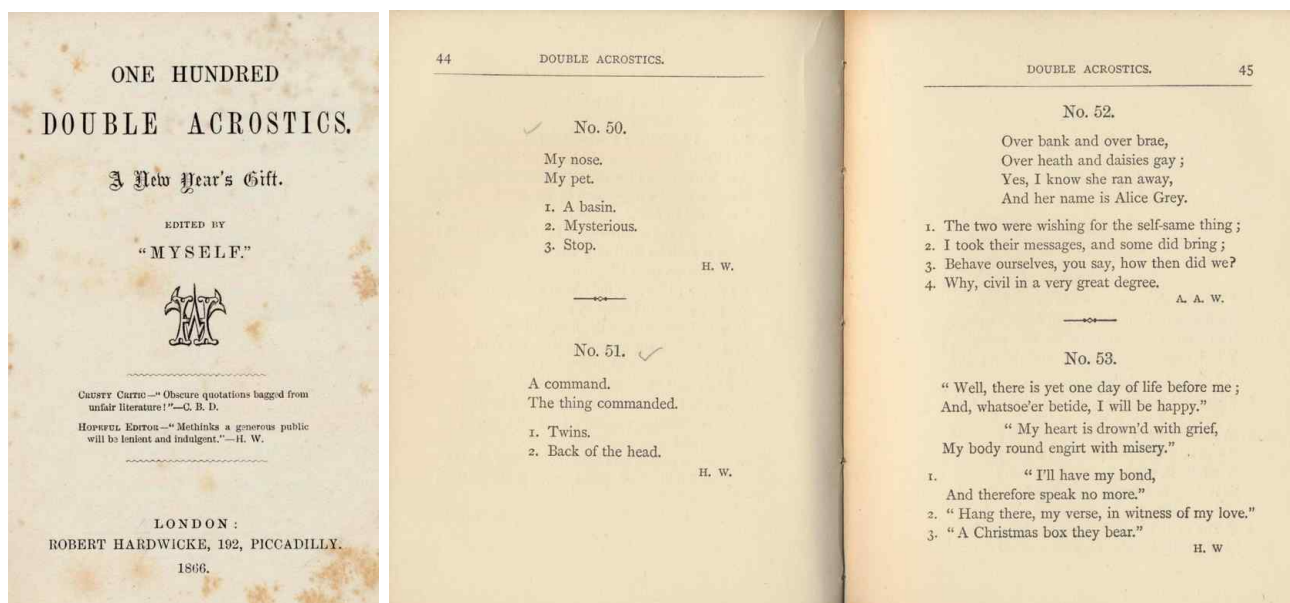 ONE HUNDRED
DOUBLE ACROSTICS.
A New Year's Gift.
EDITED BY
"MYSELF."
CRUSTY CRITIC—"Obscure quotations bagged from
unfair literature!"—C. B. D.
HOPEFUL EDITOR—"Methinks a generous public
will be lenient and indulgent."—H. W.
LONDON:
ROBERT HARDWICKE, 192, PICCADILLY.
1866.
44 DOUBLE ACROSTICS.
No. 50.
My nose.
My pet.
1. A basin.
2. Mysterious.
3. Stop.
H. W.
No. 51.
A command.
The thing commanded.
1. Twins.
2. Back of the head.
H. W.
DOUBLE ACROSTICS. 45
No. 52.
Over bank and over brae,
Over heath and daisies gay;
Yes, I know she ran away,
And her name is Alice Grey.
1. The two were wishing for the self-same thing;
2. I took their messages, and some did bring;
3. Behave ourselves, you say, how then did we?
4. Why, civil in a very great degree.
A. A. W.
No. 53.
"Well, there is yet one day of life before me;
And, whatsoe'er betide, I will be happy."
"My heart is drown'd with grief,
My body round engirt with misery."
1. "I'll have my bond,
And therefore speak no more."
2. "Hang there, my verse, in witness of my love."
3. "A Christmas box they bear."
H. W